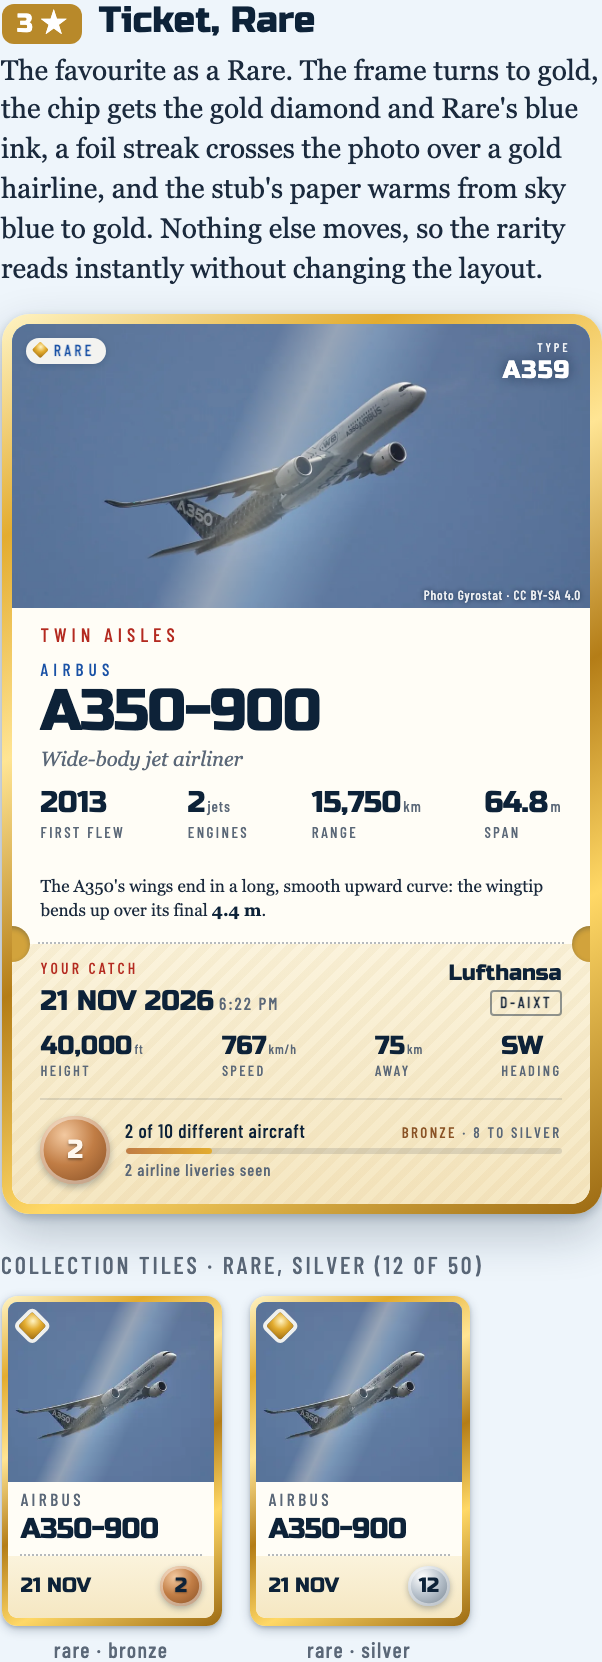 3 ★ Ticket, Rare
The favourite as a Rare. The frame turns to gold,
the chip gets the gold diamond and Rare's blue
ink, a foil streak crosses the photo over a gold
hairline, and the stub's paper warms from sky
blue to gold. Nothing else moves, so the rarity
reads instantly without changing the layout.
RARE
TYPE
A359
A350
Photo Gyrostat · CC BY-SA 4.0
TWIN AISLES
AIRBUS
A350-900
Wide-body jet airliner
2013 2 jets 15,750 km 64.8 m
FIRST FLEW ENGINES RANGE SPAN
The A350's wings end in a long, smooth upward curve: the wingtip
bends up over its final 4.4 m.
YOUR CATCH
Lufthansa
21 NOV 2026 6:22 PM
D-AIXT
40,000 ft 767 km/h 75 km SW
HEIGHT SPEED AWAY HEADING
2
2 of 10 different aircraft BRONZE · 8 TO SILVER
2 airline liveries seen
COLLECTION TILES · RARE, SILVER (12 OF 50)
AIRBUS
A350-900
21 NOV 2
rare · bronze
AIRBUS
A350-900
21 NOV 12
rare · silver